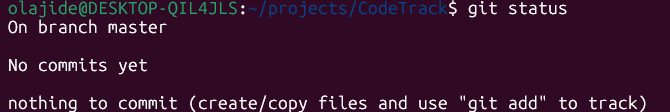 olajide@DESKTOP-QIL4JLS:~/projects/CodeTrack$ git status
On branch master
No commits yet
nothing to commit (create/copy files and use "git add" to track)